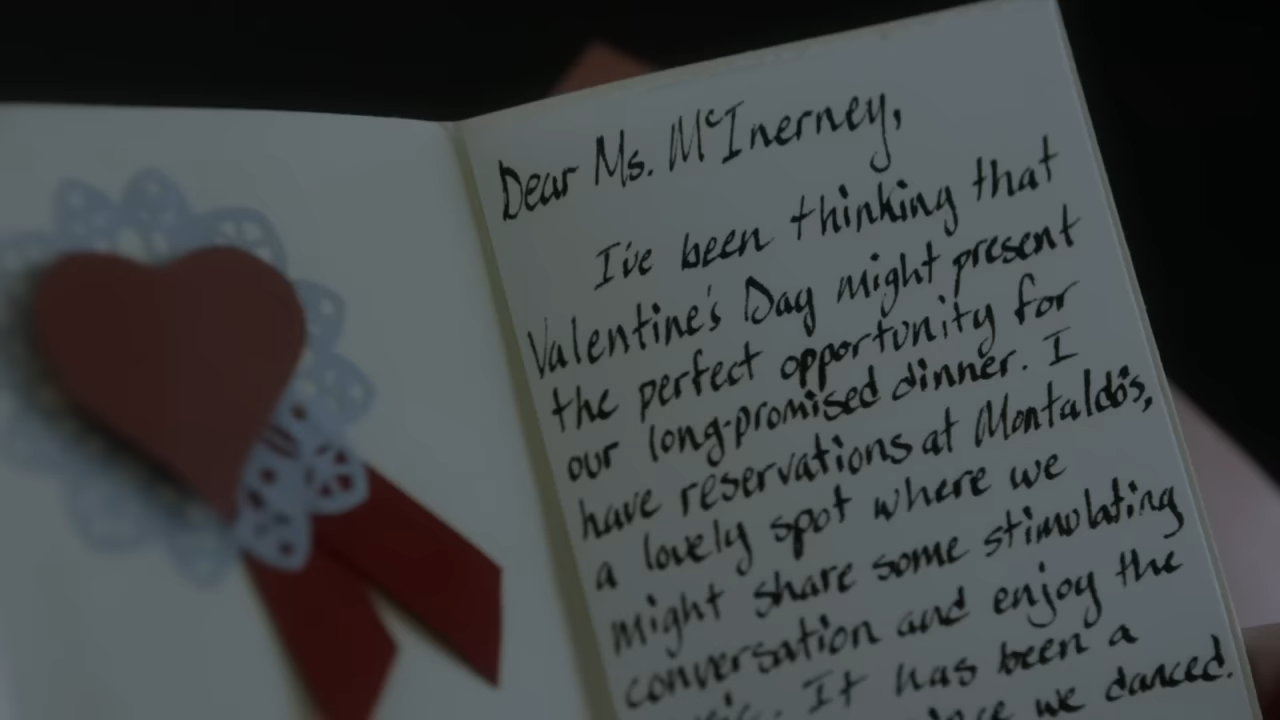 Dear Ms. McInerney,
I've been thinking that
Valentine's Day might present
the perfect opportunity for
our long-promised dinner. I
have reservations at Montaldo's,
a lovely spot where we
might share some stimulating
conversation and enjoy the
It has been a
we danced.